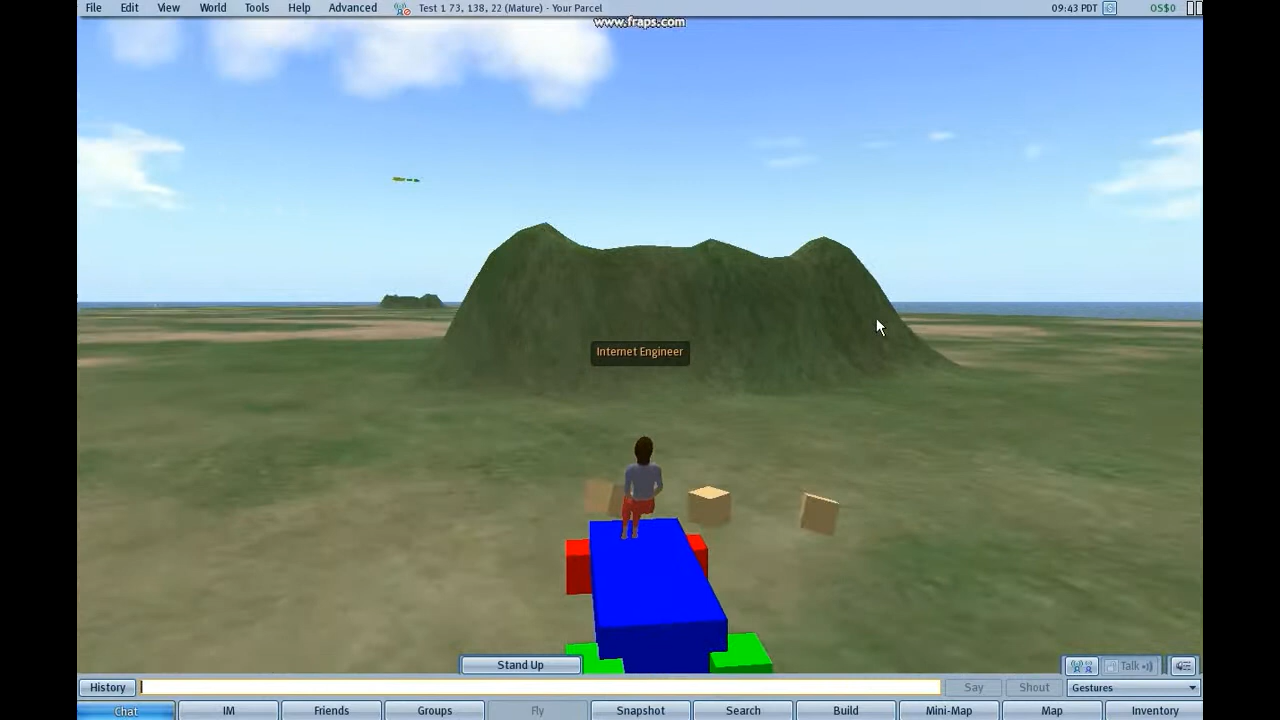 File Edit View World Tools Help Advanced Test 1 73, 138, 22 (Mature) - Your Parcel 09:43 PDT OS$0
www.fraps.com
Internet Engineer
Stand Up
Talk
History Say Shout Gestures
Chat IM Friends Groups Fly Snapshot Search Build Mini-Map Map Inventory